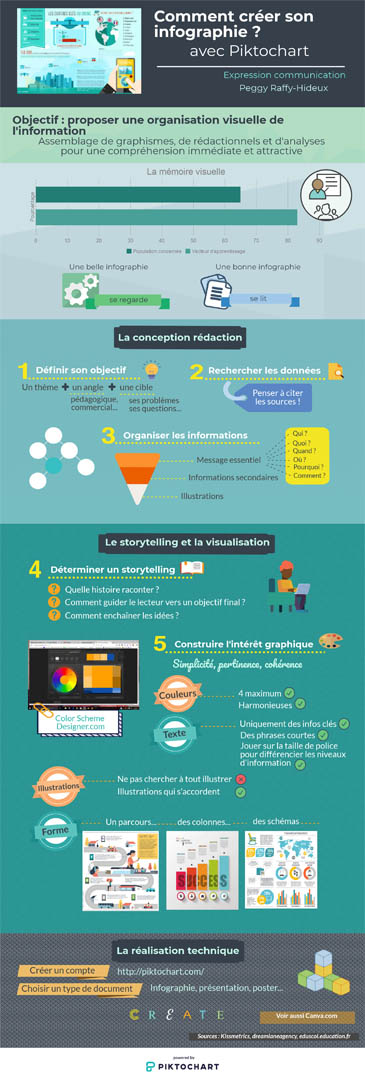 Comment créer son
infographie ?
avec Piktochart
Expression communication
Peggy Raffy-Hideux
Objectif : proposer une organisation visuelle de
l'information
Assemblage de graphismes, de rédactionnels et d'analyses
pour une compréhension immédiate et attractive
La mémoire visuelle
Pourcentage
0 10 20 30 40 50 60 70 80 90
Population concernée Vecteur d'apprentissage
Une belle infographie
Une bonne infographie
se regarde
se lit
La conception rédaction
1 Définir son objectif
Un thème + un angle + une cible
pédagogique,
commercial...
ses problèmes
ses questions...
2 Rechercher les données
Penser à citer
les sources !
3 Organiser les informations
Message essentiel
Informations secondaires
Illustrations
Qui ?
Quoi ?
Quand ?
Où ?
Pourquoi ?
Comment ?
Le storytelling et la visualisation
4 Déterminer un storytelling
? Quelle histoire raconter ?
? Comment guider le lecteur vers un objectif final ?
? Comment enchaîner les idées ?
5 Construire l'intérêt graphique
Simplicité, pertinence, cohérence
Color Scheme
Designer.com
Couleurs
4 maximum
Harmonieuses
Texte
Uniquement des infos clés
Des phrases courtes
Jouer sur la taille de police
pour différencier les niveaux
d'information
Illustrations
Ne pas chercher à tout illustrer
Illustrations qui s'accordent
Forme
Un parcours... des colonnes... des schémas
SUCCESS
La réalisation technique
Créer un compte
http://piktochart.com/
Choisir un type de document
Infographie, présentation, poster...
CREATE
Voir aussi Canva.com
Sources : Kissmetrics, dreamlaneagency, eduscol.education.fr
powered by
PIKTOCHART